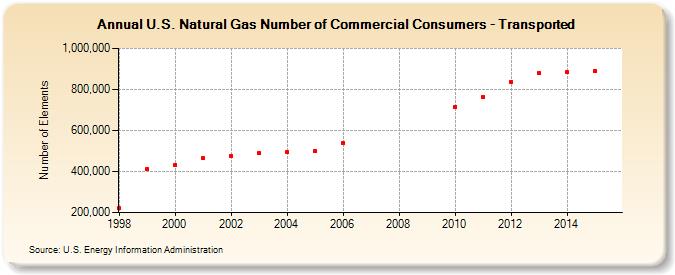 Annual U.S. Natural Gas Number of Commercial Consumers - Transported
Number of Elements
1,000,000
800,000
600,000
400,000
200,000
1998 2000 2002 2004 2006 2008 2010 2012 2014
Source: U.S. Energy Information Administration